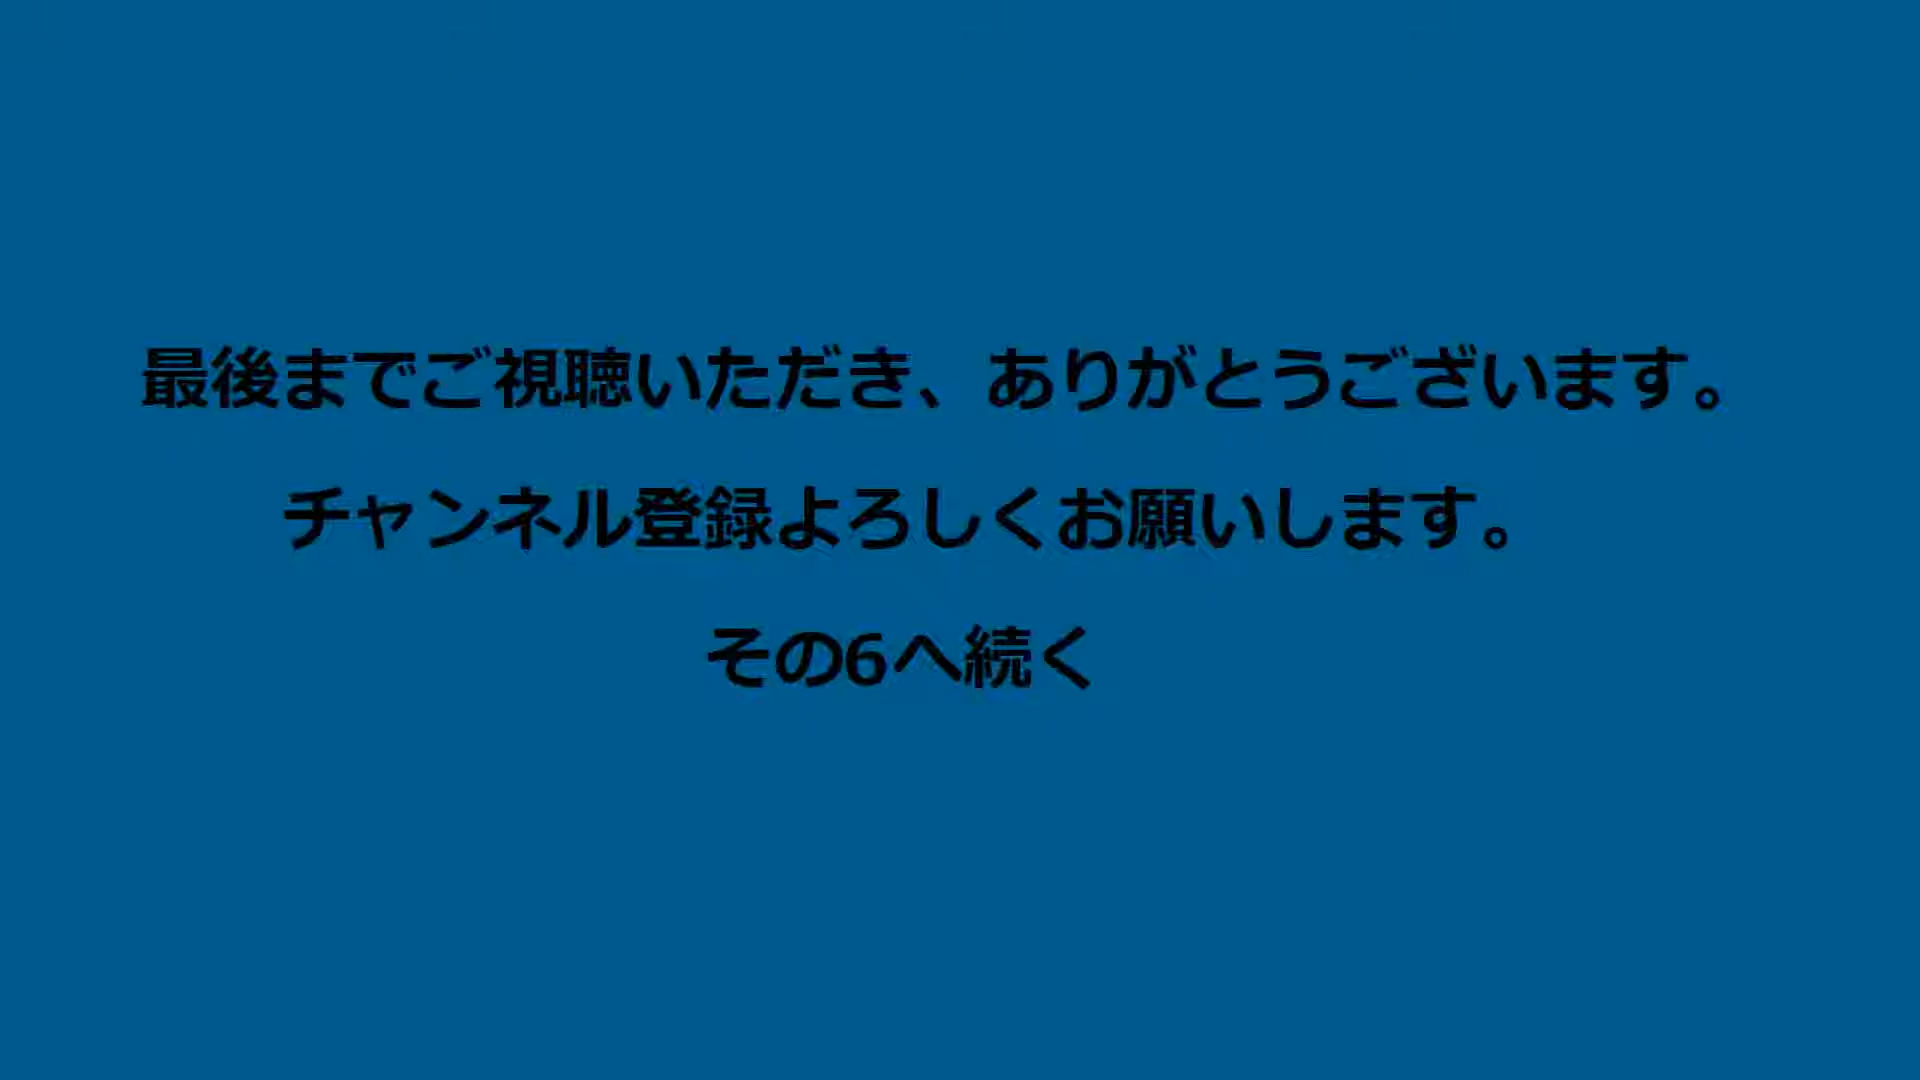 最後までご視聴いただき、ありがとうございます。
チャンネル登録よろしくお願いします。
その6へ続く